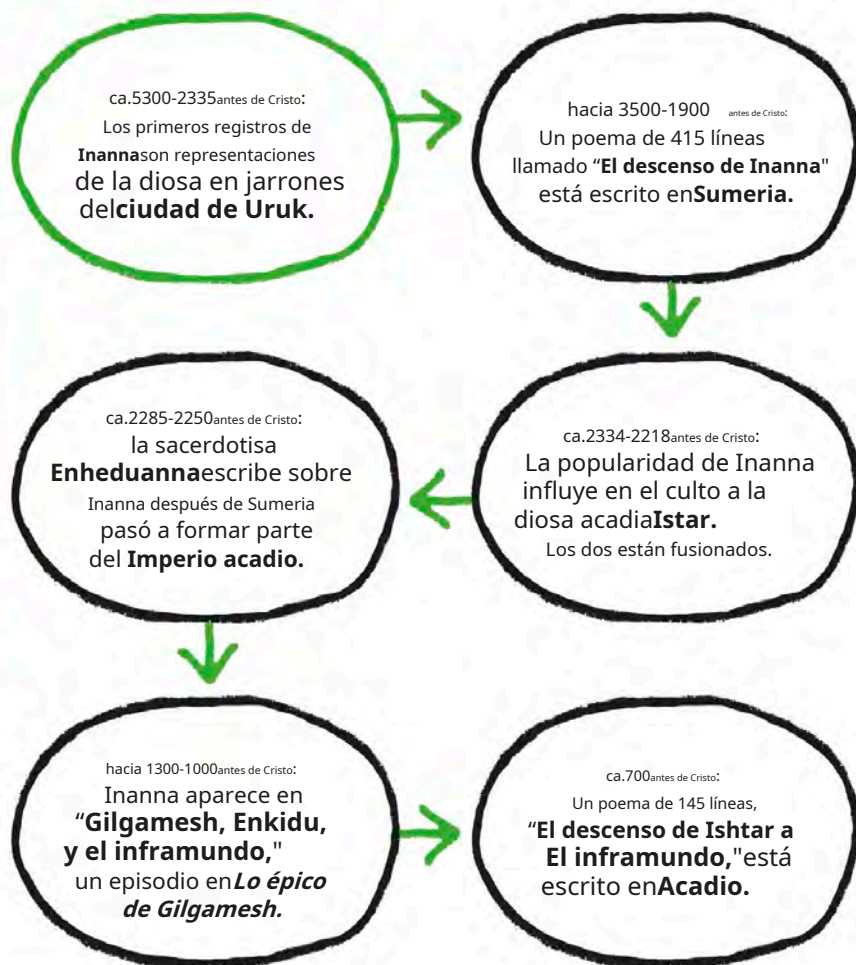 ca.5300-2335antes de Cristo:
Los primeros registros de
Inannason representaciones
de la diosa en jarrones
delciudad de Uruk.
hacia 3500-1900 antes de Cristo:
Un poema de 415 líneas
llamado “El descenso de Inanna"
está escrito enSumeria.
ca.2334-2218antes de Cristo:
La popularidad de Inanna
influye en el culto a la
diosa acadiaIstar.
Los dos están fusionados.
ca.2285-2250antes de Cristo:
la sacerdotisa
Enheduannaescribe sobre
Inanna después de Sumeria
pasó a formar parte
del Imperio acadio.
hacia 1300-1000antes de Cristo:
Inanna aparece en
“Gilgamesh, Enkidu,
y el inframundo,"
un episodio enLo épico
de Gilgamesh.
ca.700antes de Cristo:
Un poema de 145 líneas,
“El descenso de Ishtar a
El inframundo,"está
escrito enAcadio.